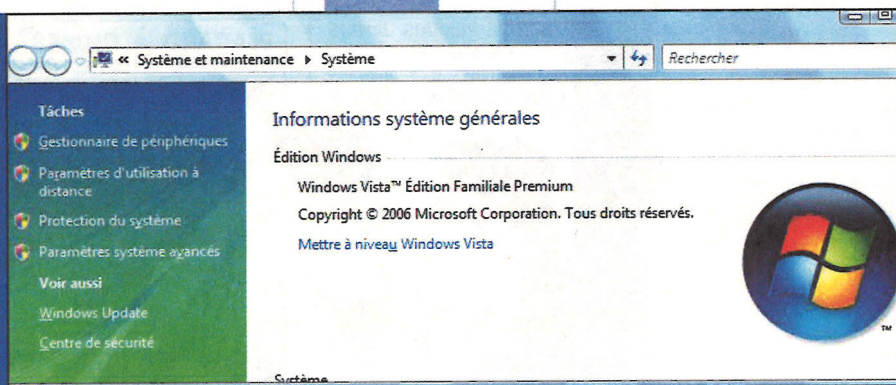 « Système et maintenance ▸ Système
Rechercher
Tâches
Gestionnaire de périphériques
Paramètres d'utilisation à
distance
Protection du système
Paramètres système avancés
Voir aussi
Windows Update
Centre de sécurité
Informations système générales
Édition Windows
Windows Vista™ Édition Familiale Premium
Copyright © 2006 Microsoft Corporation. Tous droits réservés.
Mettre à niveau Windows Vista
TM
Système